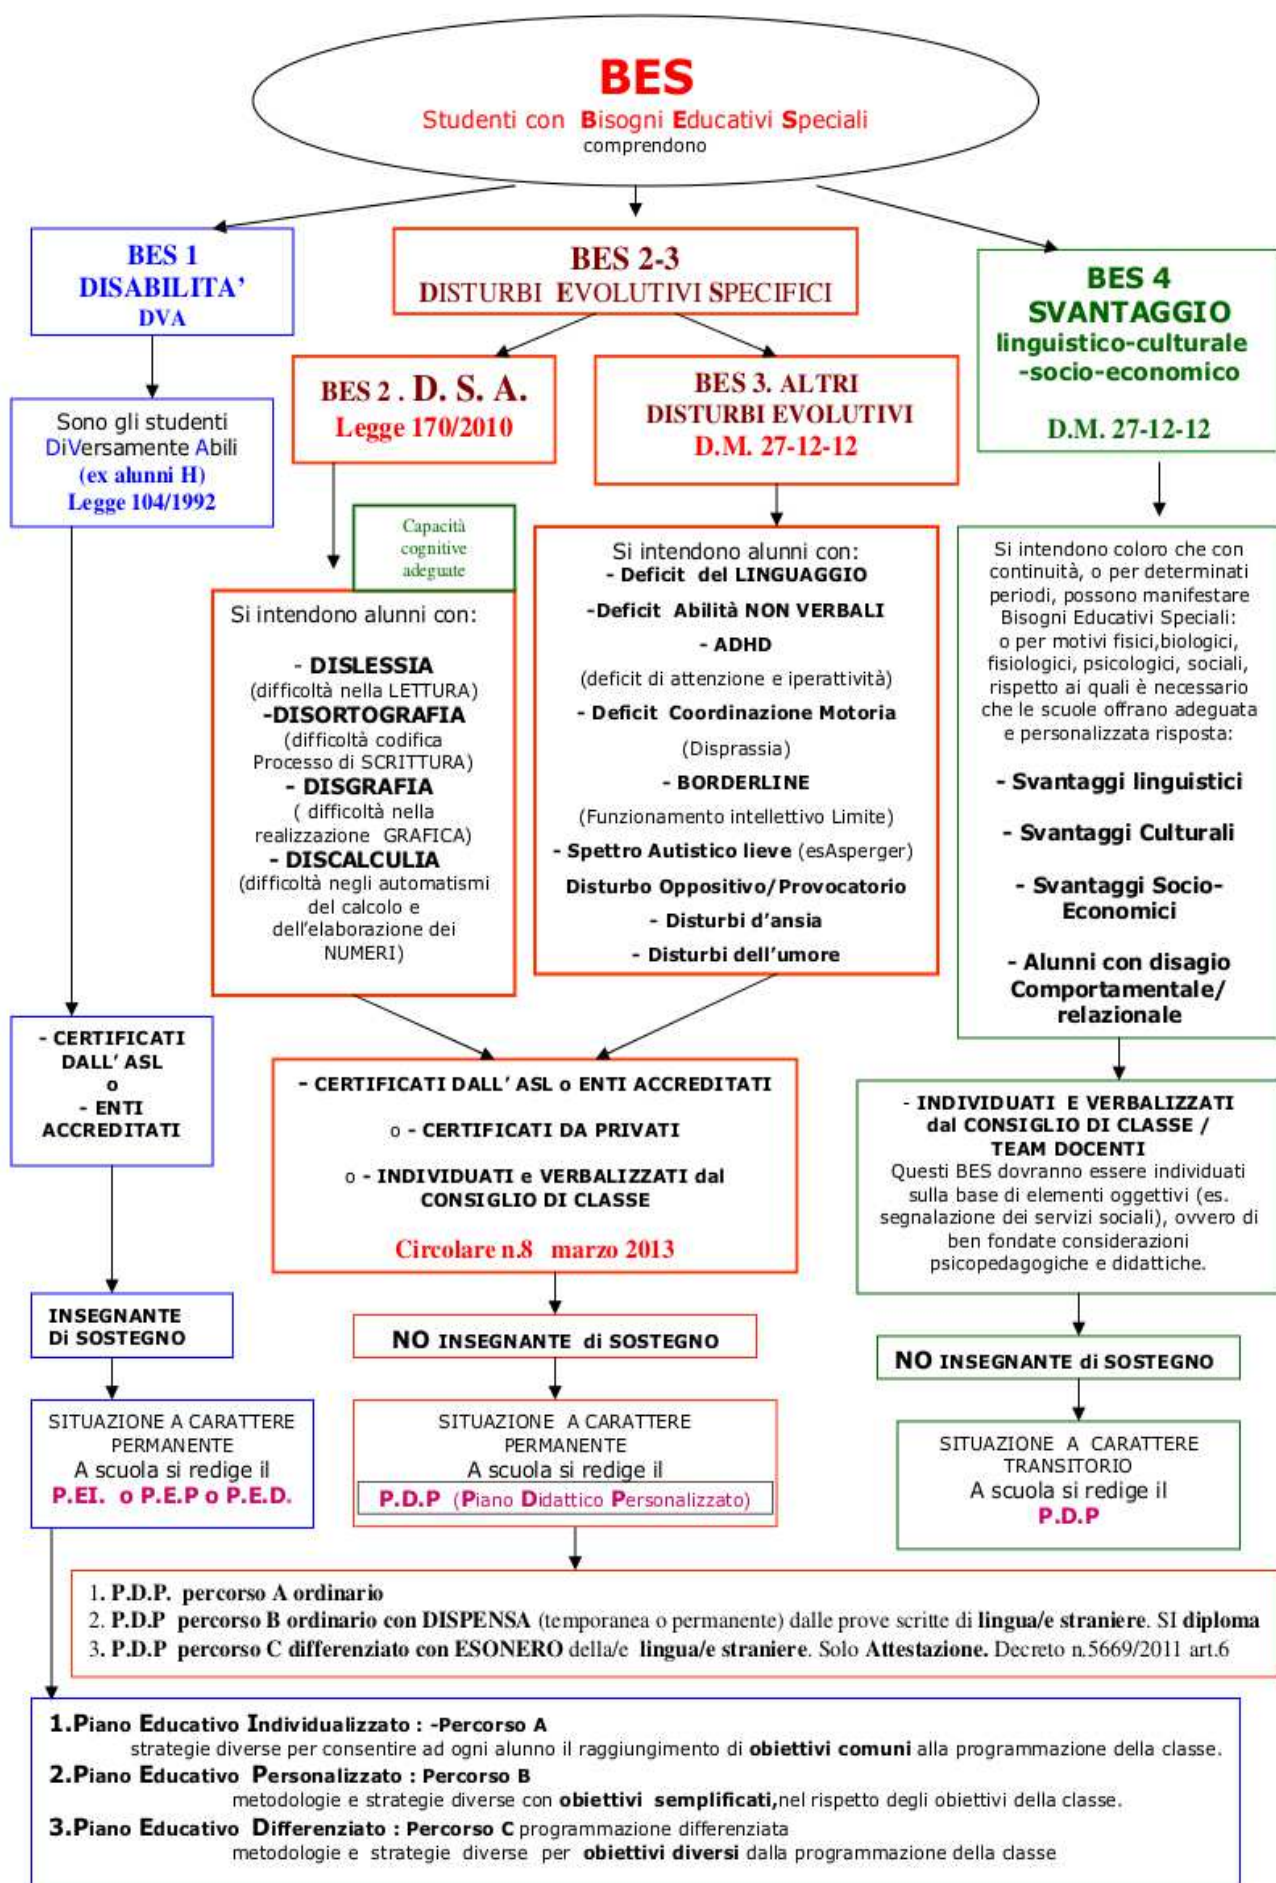 BES
Studenti con Bisogni Educativi Speciali
comprendono
BES 1
DISABILITA’
DVA
Sono gli studenti
DiVersamente Abili
(ex alunni H)
Legge 104/1992
- CERTIFICATI
DALL’ ASL
o
- ENTI
ACCREDITATI
INSEGNANTE
Di SOSTEGNO
SITUAZIONE A CARATTERE
PERMANENTE
A scuola si redige il
P.EI. o P.E.P o P.E.D.
BES 2-3
DISTURBI EVOLUTIVI SPECIFICI
BES 2 . D. S. A.
Legge 170/2010
Capacità
cognitive
adeguate
Si intendono alunni con:
- DISLESSIA
(difficoltà nella LETTURA)
-DISORTOGRAFIA
(difficoltà codifica
Processo di SCRITTURA)
- DISGRAFIA
( difficoltà nella
realizzazione GRAFICA)
- DISCALCULIA
(difficoltà negli automatismi
del calcolo e
dell’elaborazione dei
NUMERI)
BES 3. ALTRI
DISTURBI EVOLUTIVI
D.M. 27-12-12
Si intendono alunni con:
- Deficit del LINGUAGGIO
-Deficit Abilità NON VERBALI
- ADHD
(deficit di attenzione e iperattività)
- Deficit Coordinazione Motoria
(Disprassia)
- BORDERLINE
(Funzionamento intellettivo Limite)
- Spettro Autistico lieve (esAsperger)
Disturbo Oppositivo/Provocatorio
- Disturbi d’ansia
- Disturbi dell’umore
- CERTIFICATI DALL’ ASL o ENTI ACCREDITATI
o - CERTIFICATI DA PRIVATI
o - INDIVIDUATI e VERBALIZZATI dal
CONSIGLIO DI CLASSE
Circolare n.8 marzo 2013
NO INSEGNANTE di SOSTEGNO
SITUAZIONE A CARATTERE
PERMANENTE
A scuola si redige il
P.D.P (Piano Didattico Personalizzato)
BES 4
SVANTAGGIO
linguistico-culturale
-socio-economico
D.M. 27-12-12
Si intendono coloro che con
continuità, o per determinati
periodi, possono manifestare
Bisogni Educativi Speciali:
o per motivi fisici,biologici,
fisiologici, psicologici, sociali,
rispetto ai quali è necessario
che le scuole offrano adeguata
e personalizzata risposta:
- Svantaggi linguistici
- Svantaggi Culturali
- Svantaggi Socio-
Economici
- Alunni con disagio
Comportamentale/
relazionale
- INDIVIDUATI E VERBALIZZATI
dal CONSIGLIO DI CLASSE /
TEAM DOCENTI
Questi BES dovranno essere individuati
sulla base di elementi oggettivi (es.
segnalazione dei servizi sociali), ovvero di
ben fondate considerazioni
psicopedagogiche e didattiche.
NO INSEGNANTE di SOSTEGNO
SITUAZIONE A CARATTERE
TRANSITORIO
A scuola si redige il
P.D.P
1. P.D.P. percorso A ordinario
2. P.D.P percorso B ordinario con DISPENSA (temporanea o permanente) dalle prove scritte di lingua/e straniere. SI diploma
3. P.D.P percorso C differenziato con ESONERO della/e lingua/e straniere. Solo Attestazione. Decreto n.5669/2011 art.6
1.Piano Educativo Individualizzato : -Percorso A
strategie diverse per consentire ad ogni alunno il raggiungimento di obiettivi comuni alla programmazione della classe.
2.Piano Educativo Personalizzato : Percorso B
metodologie e strategie diverse con obiettivi semplificati,nel rispetto degli obiettivi della classe.
3.Piano Educativo Differenziato : Percorso C programmazione differenziata
metodologie e strategie diverse per obiettivi diversi dalla programmazione della classe